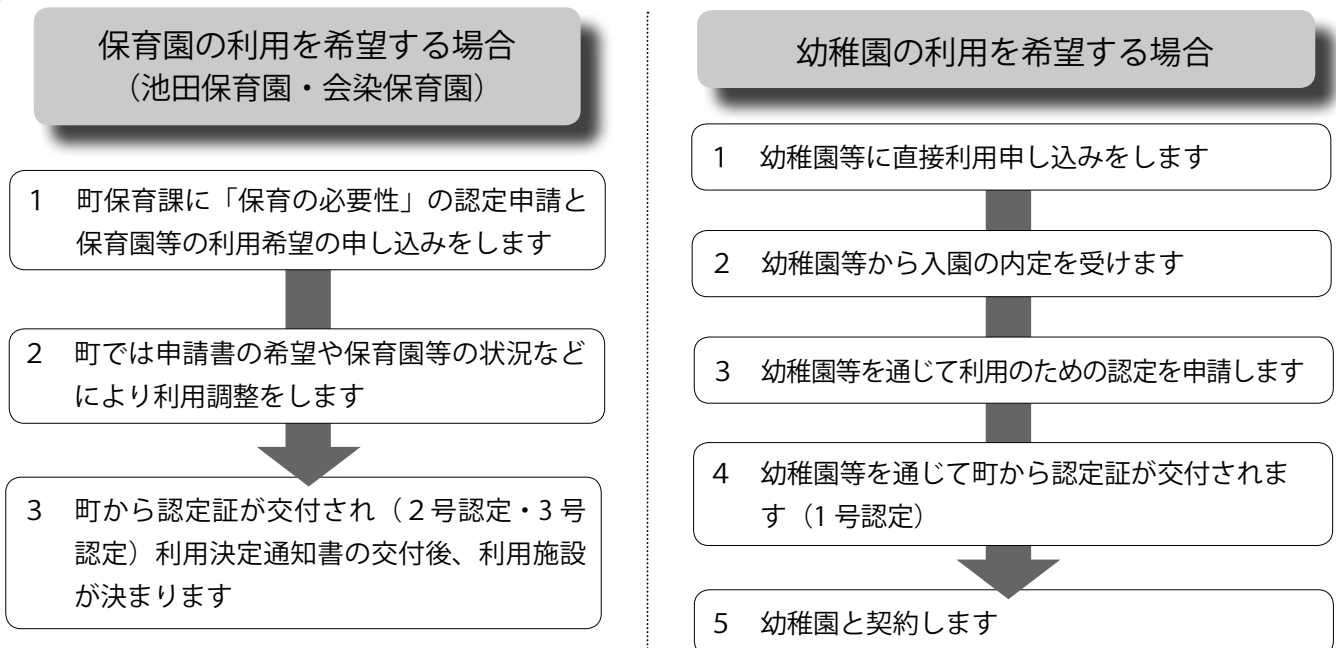 保育園の利用を希望する場合
（池田保育園・会染保育園）
1 町保育課に「保育の必要性」の認定申請と
保育園等の利用希望の申し込みをします
2 町では申請書の希望や保育園等の状況など
により利用調整をします
3 町から認定証が交付され（２号認定・3 号
認定）利用決定通知書の交付後、利用施設
が決まります
幼稚園の利用を希望する場合
1 幼稚園等に直接利用申し込みをします
2 幼稚園等から入園の内定を受けます
3 幼稚園等を通じて利用のための認定を申請します
4 幼稚園等を通じて町から認定証が交付されま
す（1 号認定）
5 幼稚園と契約します